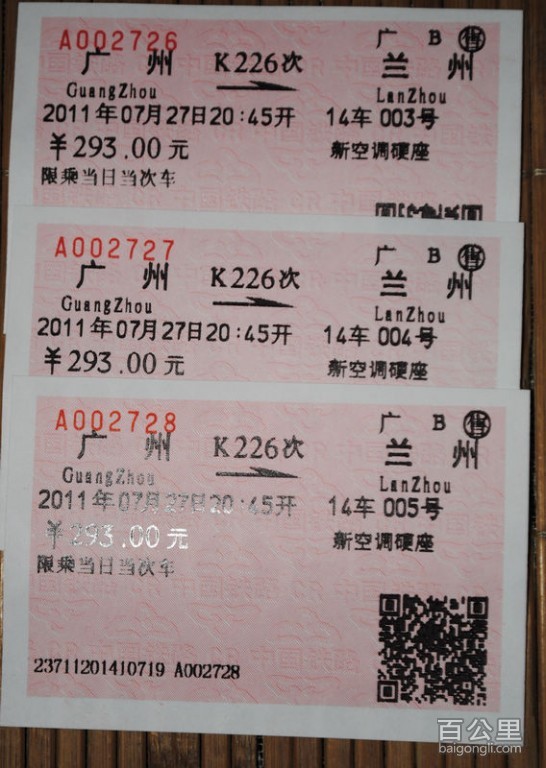 A002726 广 B 售
广 州 K226次 兰 州
GuangZhou LanZhou
2011年07月27日20:45开 14车 003号
¥293.00元 新空调硬座
限乘当日当次车
A002727 广 B 售
广 州 K226次 兰 州
GuangZhou LanZhou
2011年07月27日20:45开 14车 004号
¥293.00元 新空调硬座
A002728 广 B 售
广 州 K226次 兰 州
GuangZhou LanZhou
2011年07月27日20:45开 14车 005号
¥293.00元 新空调硬座
限乘当日当次车
23711201410719 A002728
百公里
baigongli.com